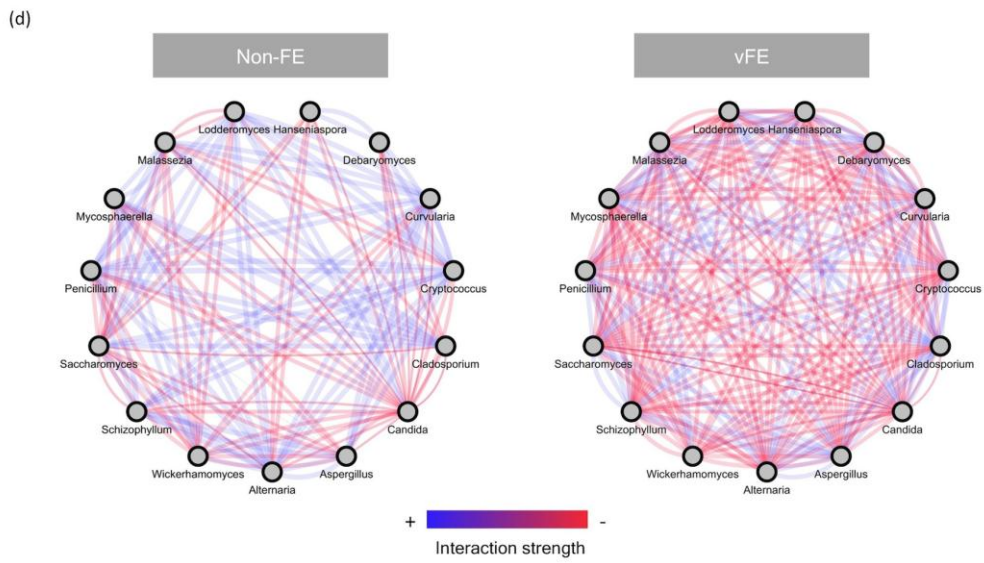 (d)
Non-FE
vFE
Lodderomyces Hanseniaspora
Malassezia
Debaryomyces
Mycosphaerella
Curvularia
Penicillium
Cryptococcus
Saccharomyces
Cladosporium
Schizophyllum
Candida
Wickerhamomyces
Aspergillus
Alternaria
Lodderomyces Hanseniaspora
Malassezia
Debaryomyces
Mycosphaerella
Curvularia
Penicillium
Cryptococcus
Saccharomyces
Cladosporium
Schizophyllum
Candida
Wickerhamomyces
Aspergillus
Alternaria
+ -
Interaction strength